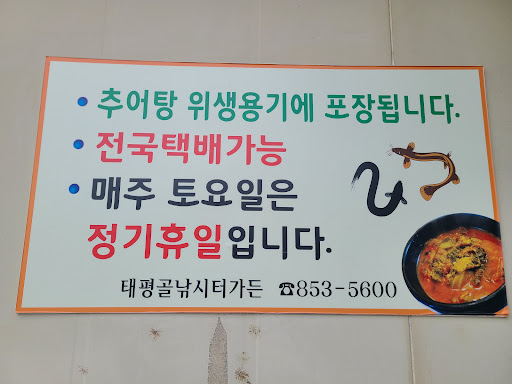 • 추어탕 위생용기에 포장됩니다.
• 전국택배가능
• 매주 토요일은
정기휴일입니다.
태평골낚시터가든 ☎853-5600